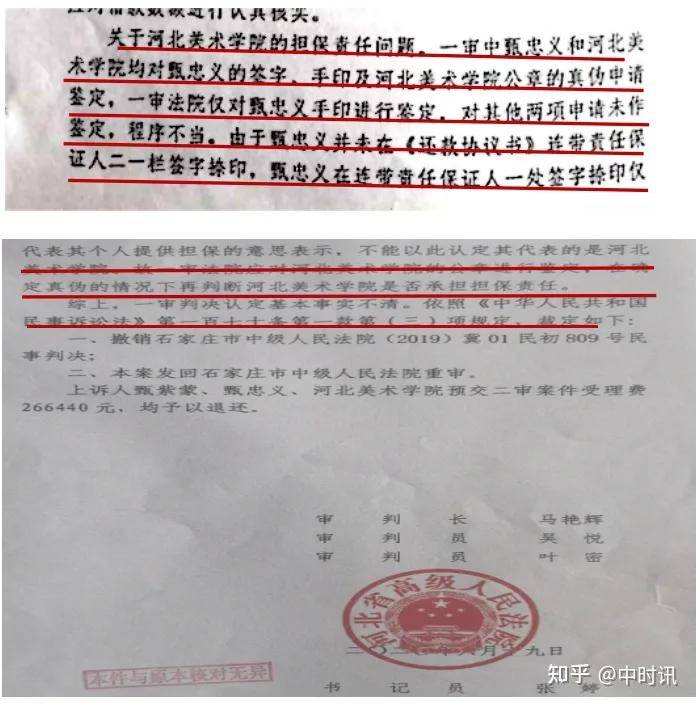 关于河北美术学院的担保责任问题。一审中甄忠义和河北美
术学院均对甄忠义的签字、手印及河北美术学院公章的真伪申请
鉴定，一审法院仅对甄忠义手印进行鉴定，对其他两项申请未作
鉴定，程序不当。由于甄忠义并未在《还款协议书》连带责任保
证人二一栏签字捺印，甄忠义在连带责任保证人一处签字捺印仅
代表其个人提供担保的意思表示，不能以此认定其代表的是河北
美术学院。故一审法院应对河北美术学院的公章进行鉴定，在确
定真伪的情况下再判断河北美术学院是否承担担保责任。
综上，一审判决认定基本事实不清。依照《中华人民共和国
民事诉讼法》第一百七十条第一款第（三）项规定，裁定如下：
一、撤销石家庄市中级人民法院（2019）冀01民初809号民
事判决；
二、本案发回石家庄市中级人民法院重审。
上诉人甄紫蒙、甄忠义、河北美术学院预交二审案件受理费
266440元，均予以退还。
审判长 马艳辉
审判员 吴悦
审判员 叶密
河北省高级人民法院
二〇二 月 九日
本件与原本核对无异
书记员 张婷
知乎 @中时讯